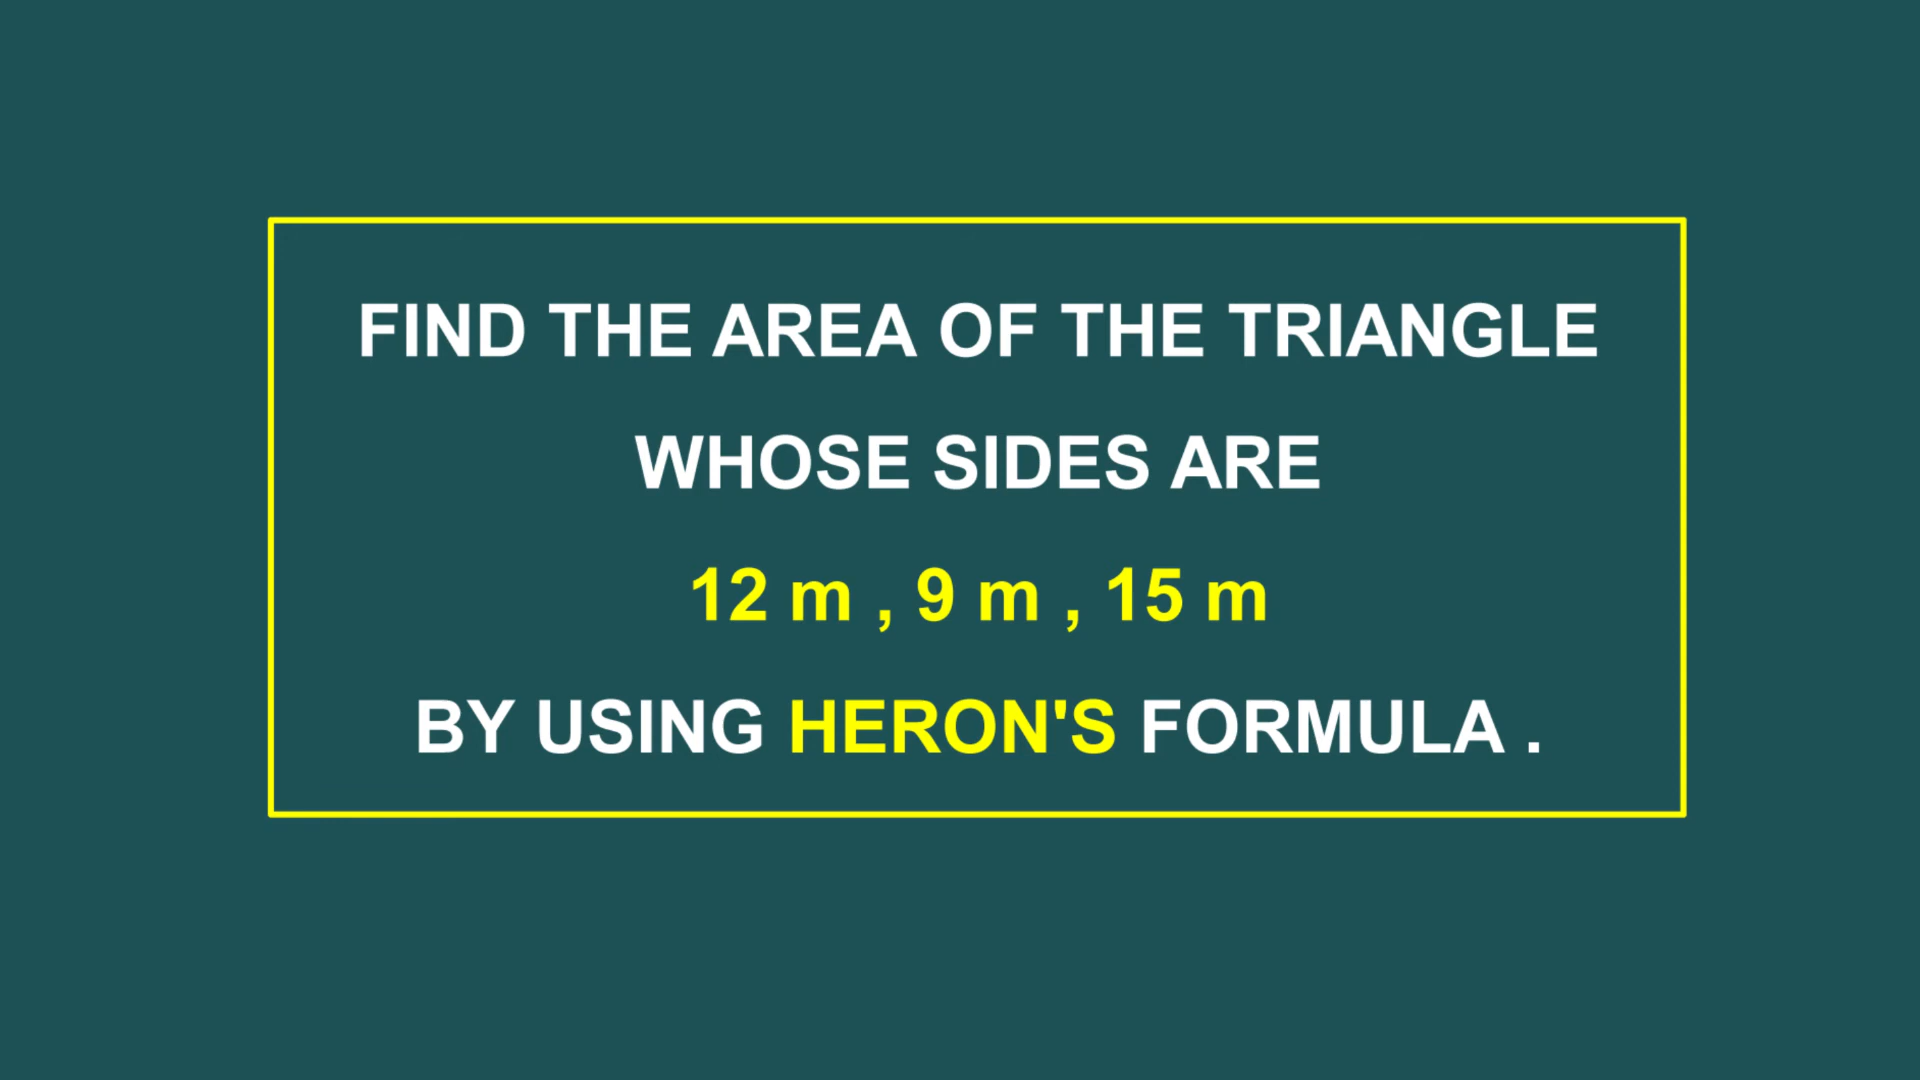 FIND THE AREA OF THE TRIANGLE
WHOSE SIDES ARE
12 m , 9 m , 15 m
BY USING HERON'S FORMULA .